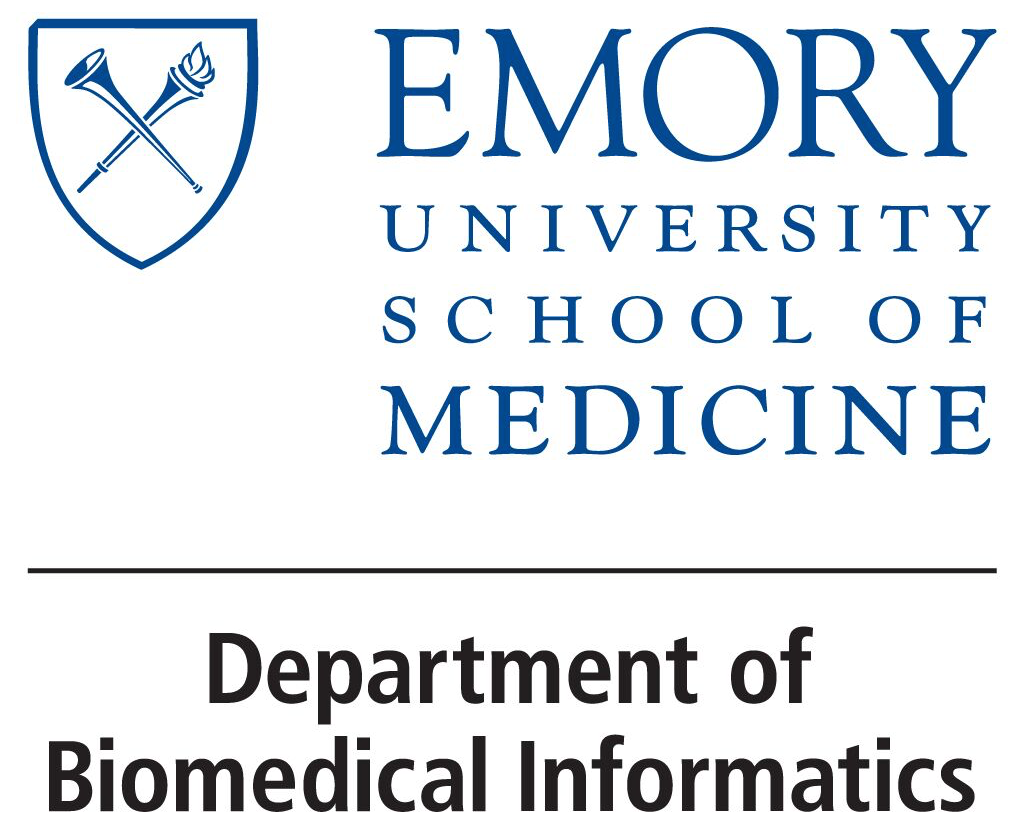 EMORY
UNIVERSITY
SCHOOL OF
MEDICINE
Department of
Biomedical Informatics